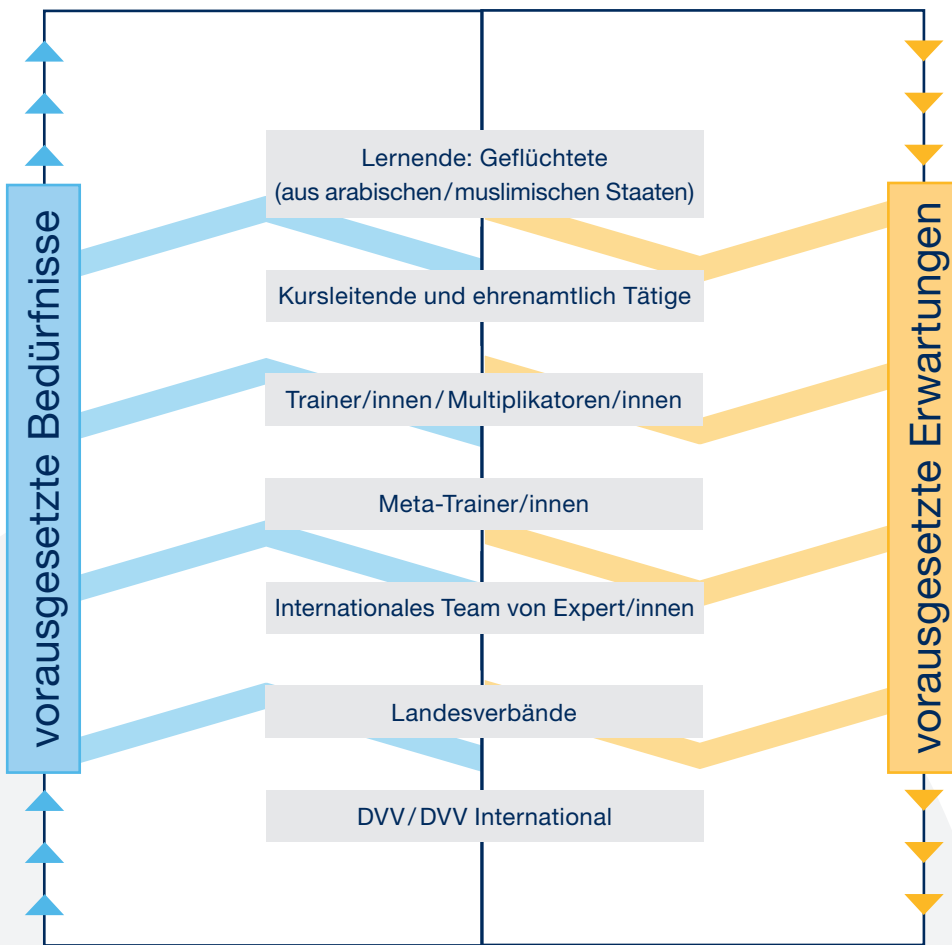 vorausgesetzte Bedürfnisse
Lernende: Geflüchtete
(aus arabischen/muslimischen Staaten)
Kursleitende und ehrenamtlich Tätige
Trainer/innen/Multiplikatoren/innen
Meta-Trainer/innen
Internationales Team von Expert/innen
Landesverbände
DVV/DVV International
vorausgesetzte Erwartungen